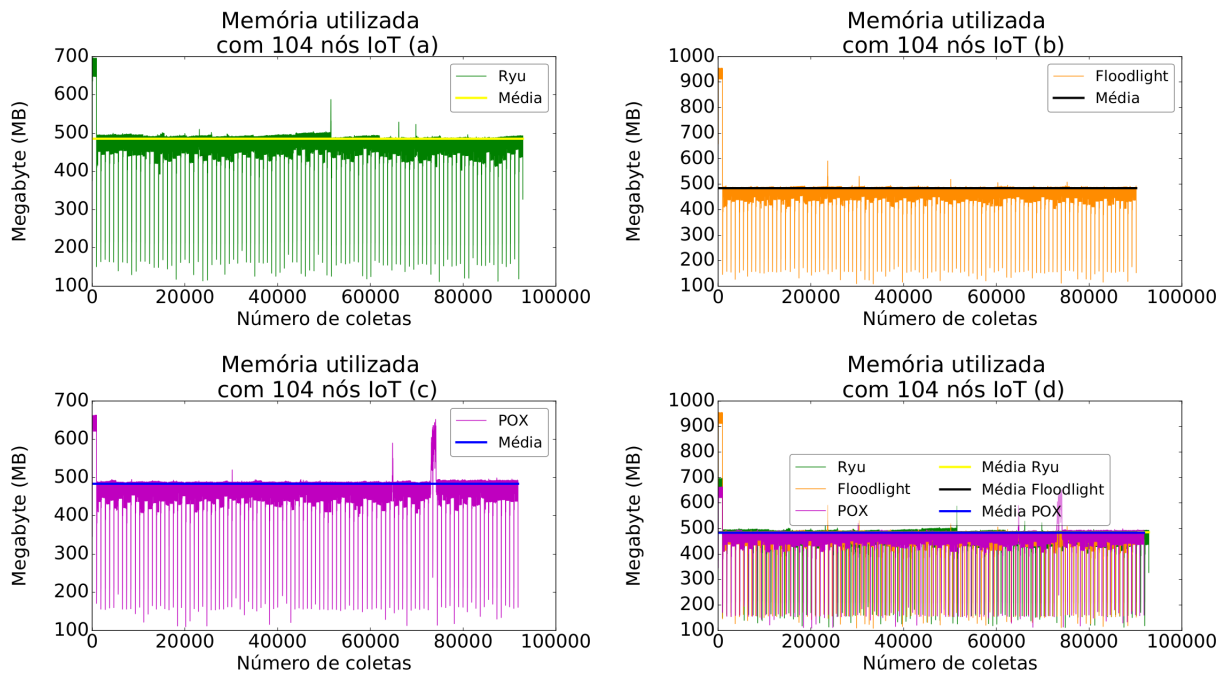 Memória utilizada
com 104 nós IoT (a)
700
600
500
400
300
200
100
Megabyte (MB)
Ryu
Média
0
20000
40000
60000
80000
100000
Número de coletas
Memória utilizada
com 104 nós IoT (b)
1000
900
800
700
600
500
400
300
200
100
Megabyte (MB)
Floodlight
Média
0
20000
40000
60000
80000
100000
Número de coletas
Memória utilizada
com 104 nós IoT (c)
700
600
500
400
300
200
100
Megabyte (MB)
POX
Média
0
20000
40000
60000
80000
100000
Número de coletas
Memória utilizada
com 104 nós IoT (d)
1000
900
800
700
600
500
400
300
200
100
Megabyte (MB)
Ryu
Floodlight
POX
Média Ryu
Média Floodlight
Média POX
0
20000
40000
60000
80000
100000
Número de coletas